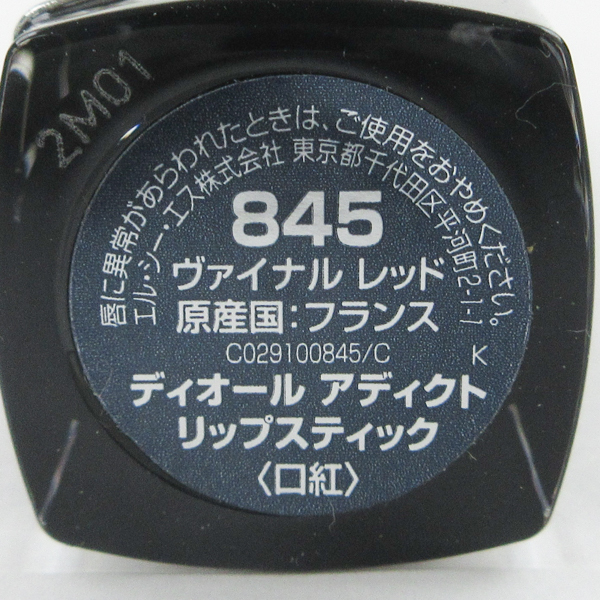 2M01
唇に異常があらわれたときは、ご使用をおやめください。
エル・シー・エス株式会社 東京都千代田区平河町2-1-1
845
ヴァイナル レッド
原産国:フランス
C029100845/C K
ディオール アディクト
リップスティック
〈口紅〉